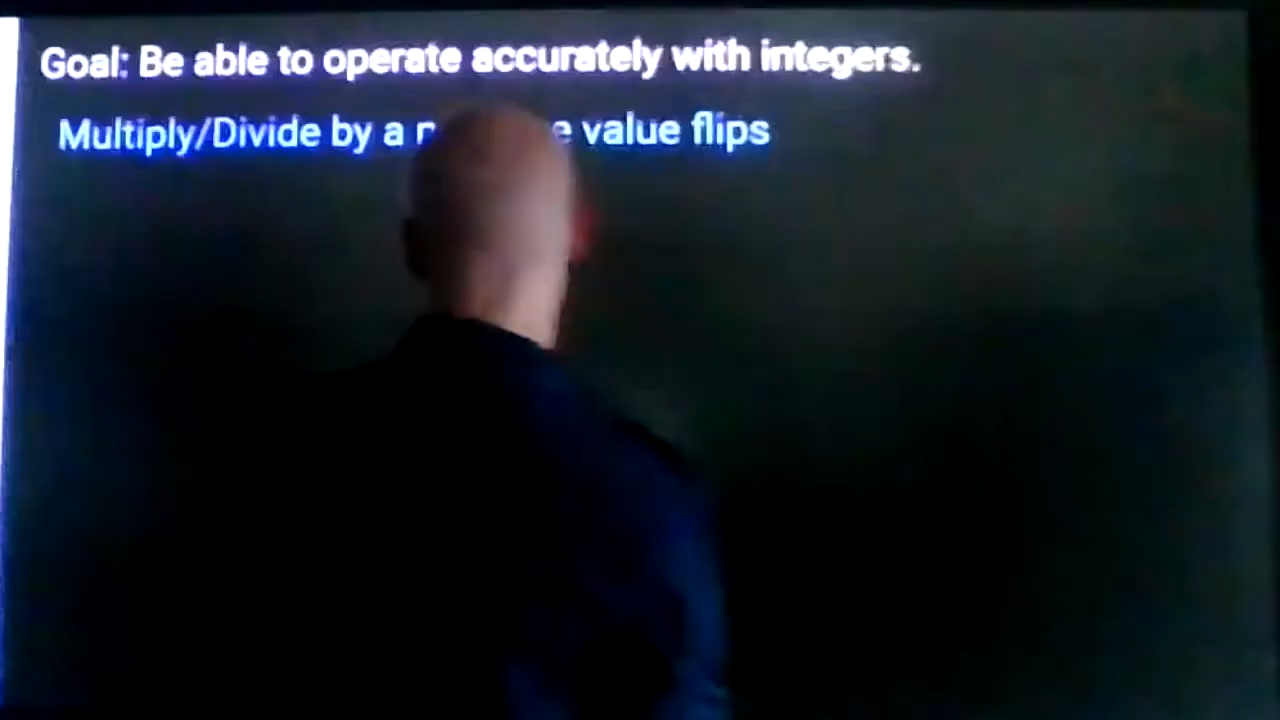 Goal: Be able to operate accurately with integers.
Multiply/Divide by a value flips